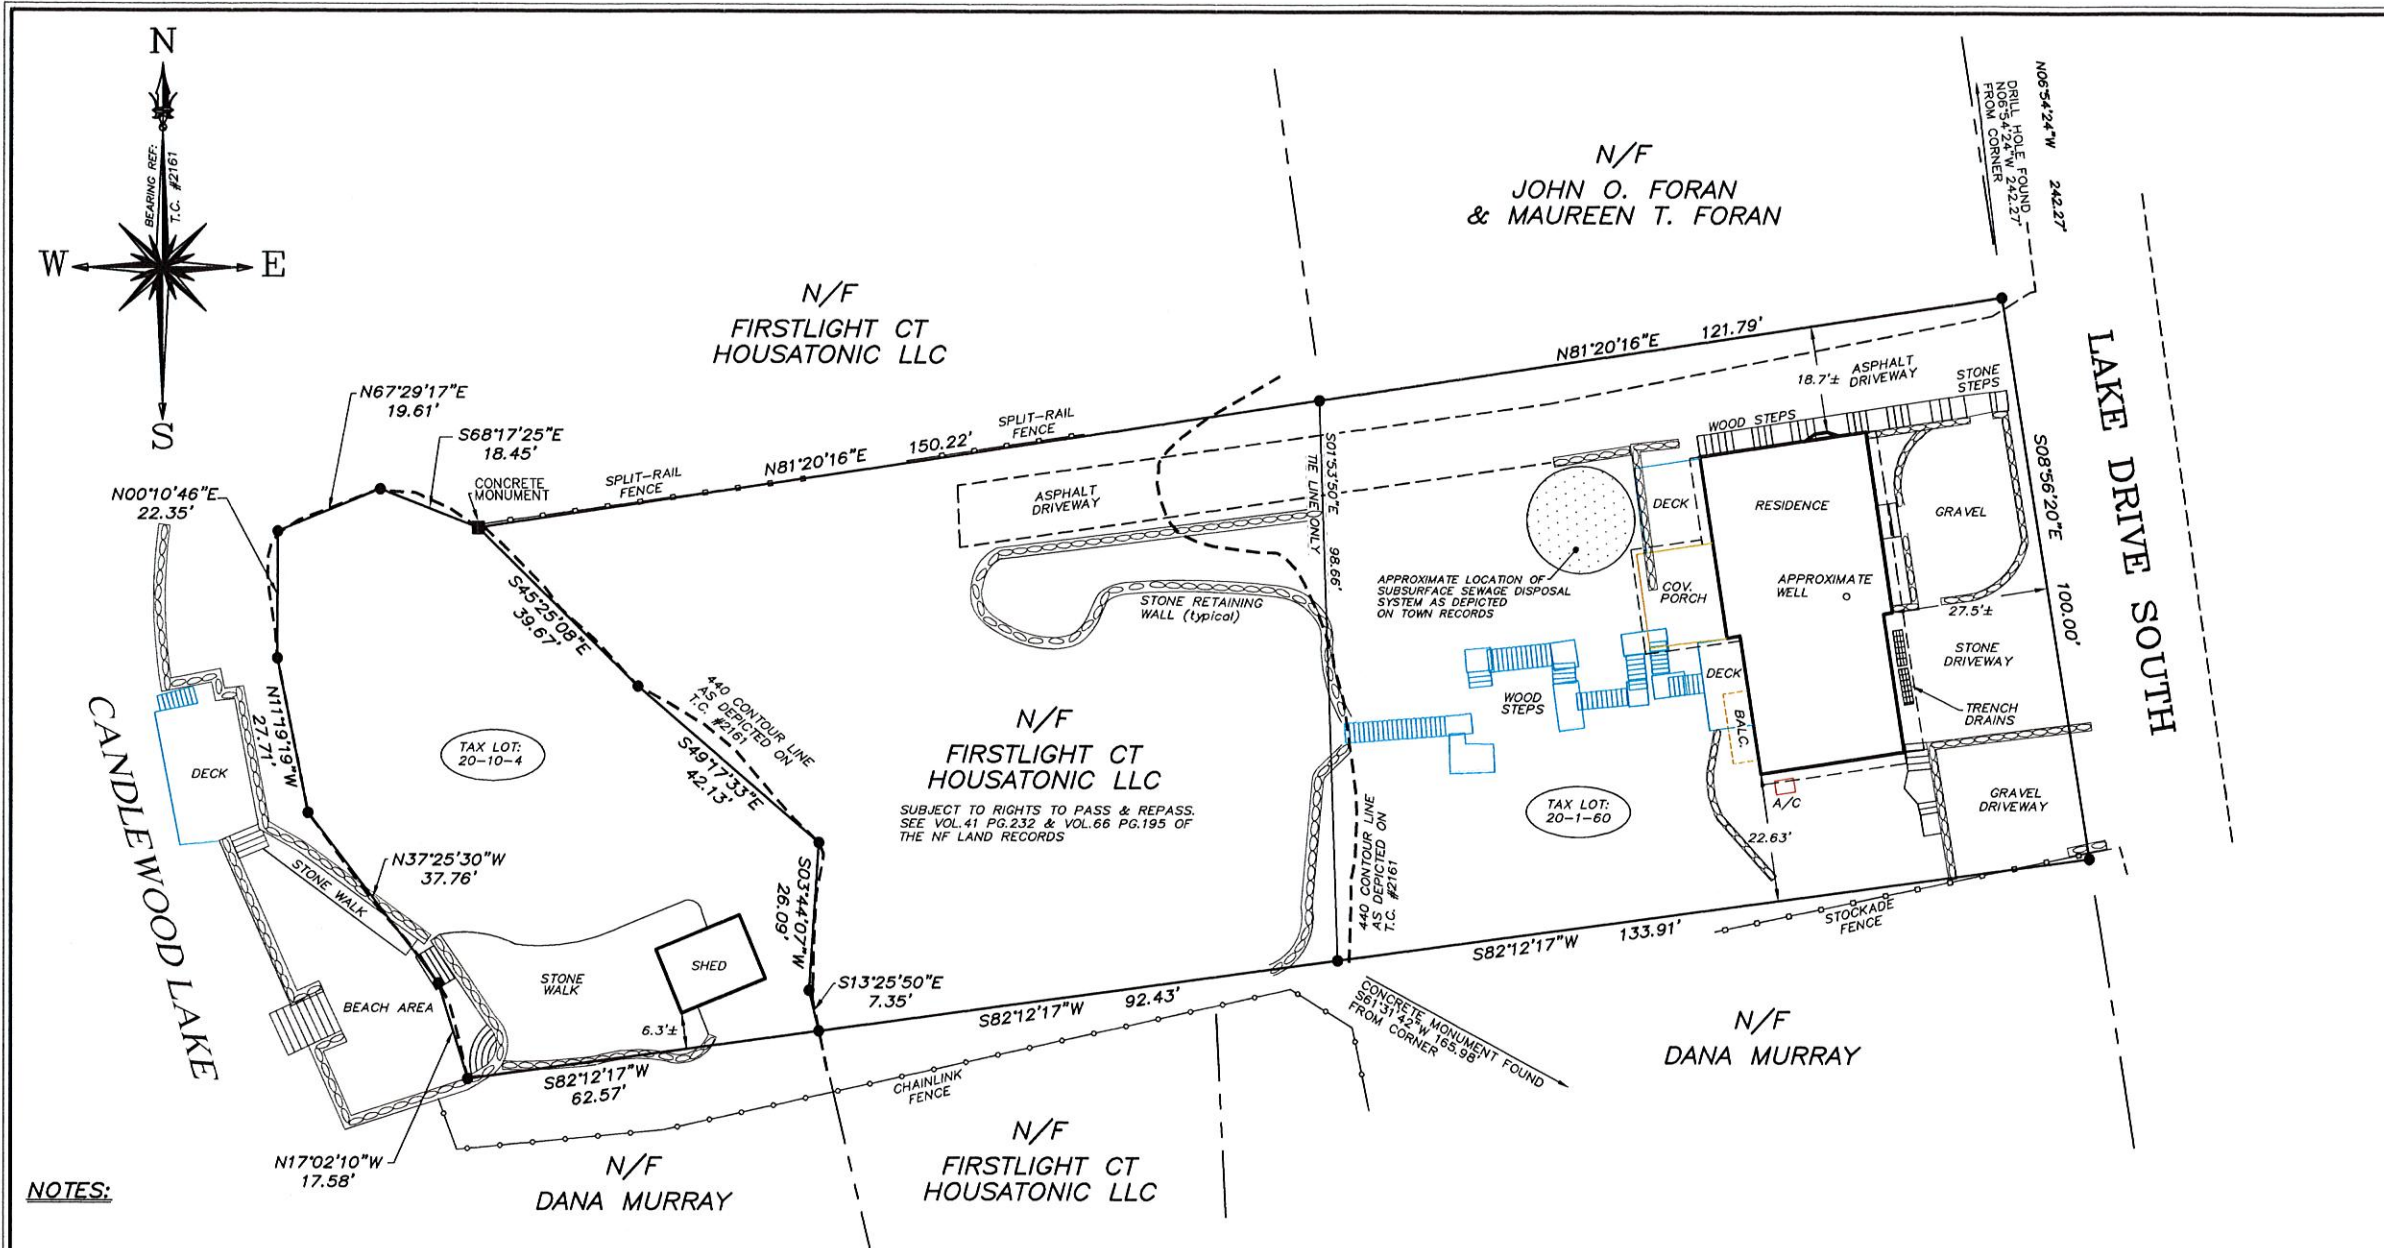 N
W
E
S
BEARING REF:
T.C. #2161
N/F
FIRSTLIGHT CT
HOUSATONIC LLC
N/F
JOHN O. FORAN
& MAUREEN T. FORAN
DRILL HOLE FOUND
N06°54'24"W 242.27'
FROM CORNER
N06°54'24"W 242.27'
LAKE DRIVE SOUTH
N67°29'17"E
19.61'
S68°17'25"E
18.45'
N00°10'46"E
22.35'
CONCRETE
MONUMENT
SPLIT-RAIL
FENCE
N81°20'16"E 150.22'
SPLIT-RAIL
FENCE
N81°20'16"E 121.79'
18.7'±
ASPHALT
DRIVEWAY
STONE
STEPS
WOOD STEPS
ASPHALT
DRIVEWAY
S01°53'50"E 98.66'
TIE LINE ONLY
DECK
RESIDENCE
GRAVEL
S08°56'20"E 100.00'
APPROXIMATE LOCATION OF
SUBSURFACE SEWAGE DISPOSAL
SYSTEM AS DEPICTED
ON TOWN RECORDS
COV.
PORCH
APPROXIMATE
WELL
27.5'±
STONE RETAINING
WALL (typical)
S45°25'08"E
39.67'
440 CONTOUR LINE
AS DEPICTED ON
T.C. #2161
S49°17'33"E
42.13'
N11°19'19"W
27.71'
CANDLEWOOD LAKE
DECK
TAX LOT:
20-10-4
N/F
FIRSTLIGHT CT
HOUSATONIC LLC
SUBJECT TO RIGHTS TO PASS & REPASS.
SEE VOL.41 PG.232 & VOL.66 PG.195 OF
THE NF LAND RECORDS
WOOD
STEPS
DECK
BALC.
STONE
DRIVEWAY
TRENCH
DRAINS
A/C
GRAVEL
DRIVEWAY
TAX LOT:
20-1-60
22.63'
440 CONTOUR LINE
AS DEPICTED ON
T.C. #2161
N37°25'30"W
37.76'
STONE WALK
S03°44'07"W
26.09'
STONE
WALK
SHED
BEACH AREA
6.3'±
S13°25'50"E
7.35'
S82°12'17"W 92.43'
S82°12'17"W 133.91'
STOCKADE
FENCE
CONCRETE MONUMENT FOUND
S61°31'42"W 165.98'
FROM CORNER
N/F
DANA MURRAY
S82°12'17"W
62.57'
CHAINLINK
FENCE
N17°02'10"W
17.58'
N/F
DANA MURRAY
N/F
FIRSTLIGHT CT
HOUSATONIC LLC
NOTES: